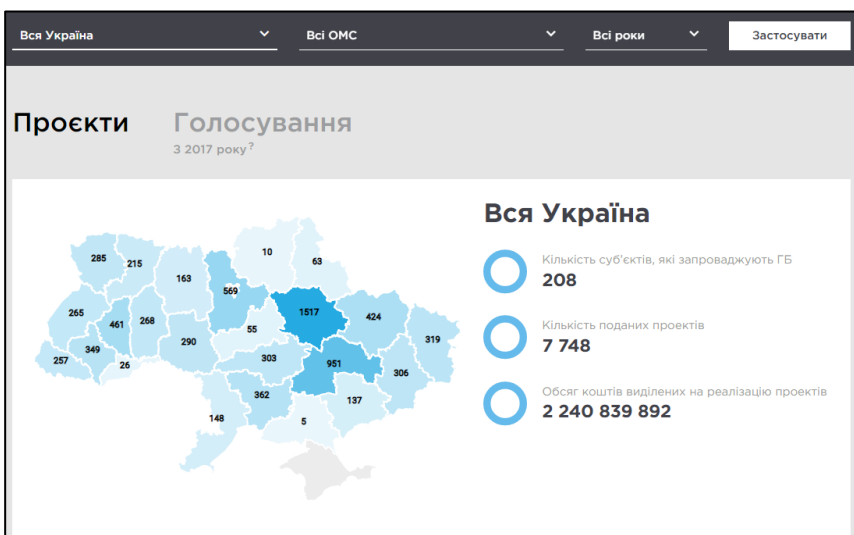 Вся Україна
Всі ОМС
Всі роки
Застосувати
Проєкти
Голосування
З 2017 року ?
Вся Україна
Кількість суб'єктів, які запроваджують ГБ
208
Кількість поданих проектів
7 748
Обсяг коштів виділених на реалізацію проектів
2 240 839 892
10
63
285
215
163
569
265
461
268
1517
424
55
319
349
290
303
951
306
257
26
362
137
148
5